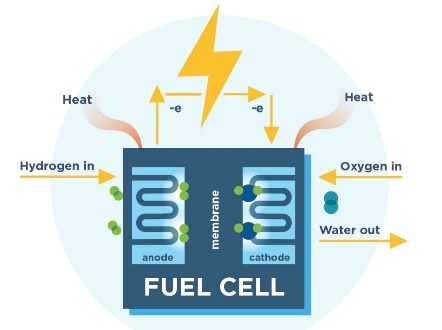 Heat
Heat
-e
-e
Hydrogen in
Oxygen in
Water out
membrane
anode
cathode
FUEL CELL